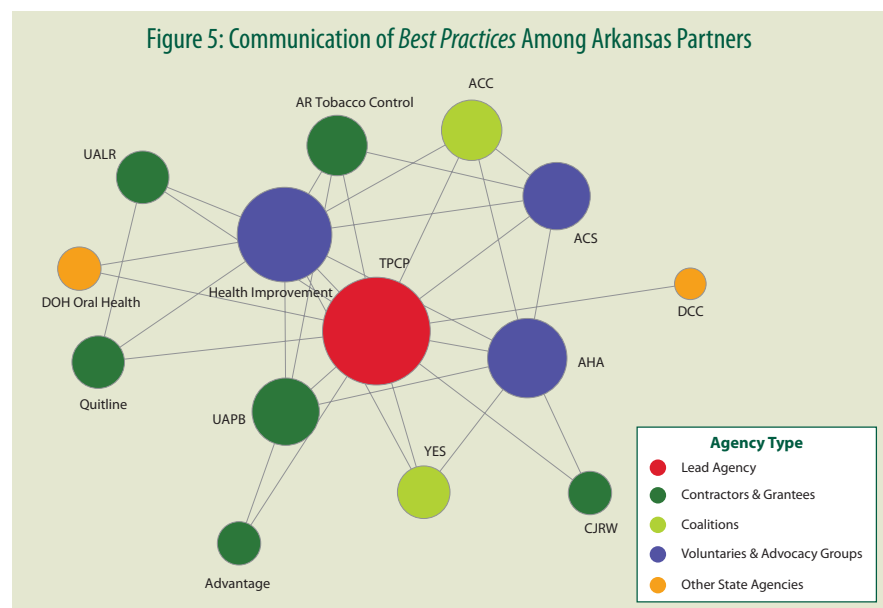 Figure 5: Communication of Best Practices Among Arkansas Partners
ACC
AR Tobacco Control
UALR
ACS
TPCP
Health Improvement
DOH Oral Health
DCC
AHA
Quitline
UAPB
YES
CJRW
Advantage
Agency Type
Lead Agency
Contractors & Grantees
Coalitions
Voluntaries & Advocacy Groups
Other State Agencies